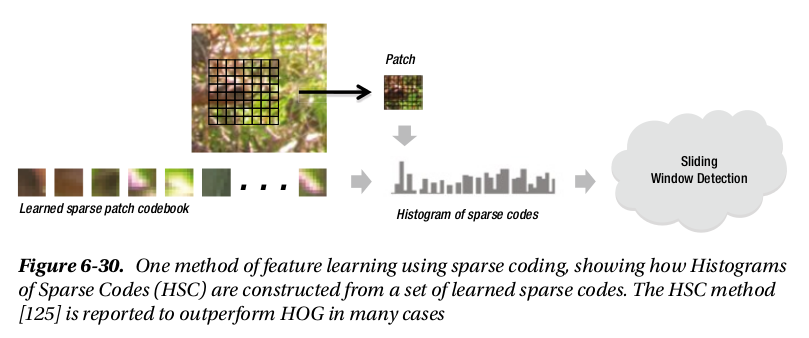 Patch
Learned sparse patch codebook
Histogram of sparse codes
Sliding
Window Detection
Figure 6-30. One method of feature learning using sparse coding, showing how Histograms
of Sparse Codes (HSC) are constructed from a set of learned sparse codes. The HSC method
[125] is reported to outperform HOG in many cases